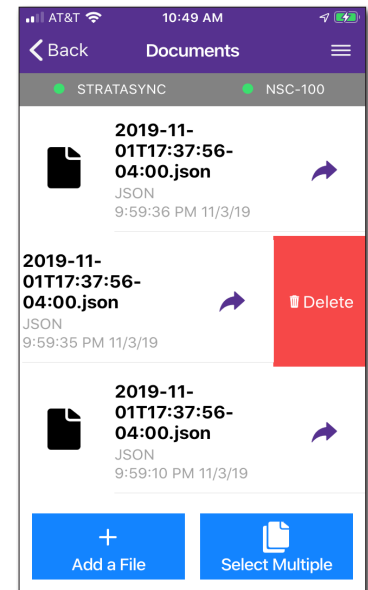 AT&T 10:49 AM
Back Documents
STRATASYNC NSC-100
2019-11-
01T17:37:56-
04:00.json
JSON
9:59:36 PM 11/3/19
2019-11-
01T17:37:56-
04:00.json
JSON
9:59:35 PM 11/3/19
Delete
2019-11-
01T17:37:56-
04:00.json
JSON
9:59:10 PM 11/3/19
Add a File
Select Multiple